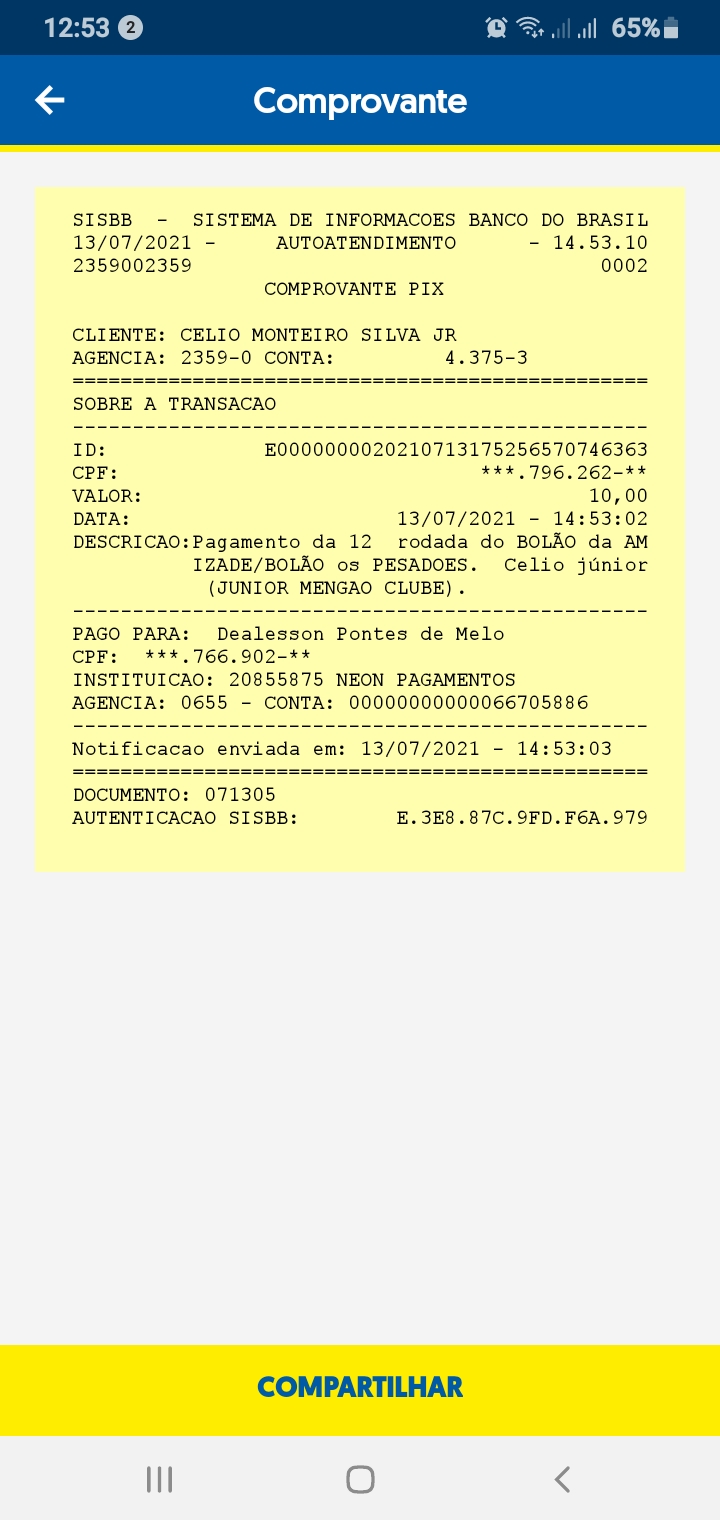 12:53 2 65%
Comprovante
SISBB - SISTEMA DE INFORMACOES BANCO DO BRASIL
13/07/2021 - AUTOATENDIMENTO - 14.53.10
2359002359 0002
COMPROVANTE PIX
CLIENTE: CELIO MONTEIRO SILVA JR
AGENCIA: 2359-0 CONTA: 4.375-3
================================================
SOBRE A TRANSACAO
------------------------------------------------
ID: E0000000020210713175256570746363
CPF: ***.796.262-**
VALOR: 10,00
DATA: 13/07/2021 - 14:53:02
DESCRICAO:Pagamento da 12 rodada do BOLÃO da AM
IZADE/BOLÃO os PESADOES. Celio júnior
(JUNIOR MENGAO CLUBE).
------------------------------------------------
PAGO PARA: Dealesson Pontes de Melo
CPF: ***.766.902-**
INSTITUICAO: 20855875 NEON PAGAMENTOS
AGENCIA: 0655 - CONTA: 00000000000066705886
------------------------------------------------
Notificacao enviada em: 13/07/2021 - 14:53:03
================================================
DOCUMENTO: 071305
AUTENTICACAO SISBB: E.3E8.87C.9FD.F6A.979
COMPARTILHAR